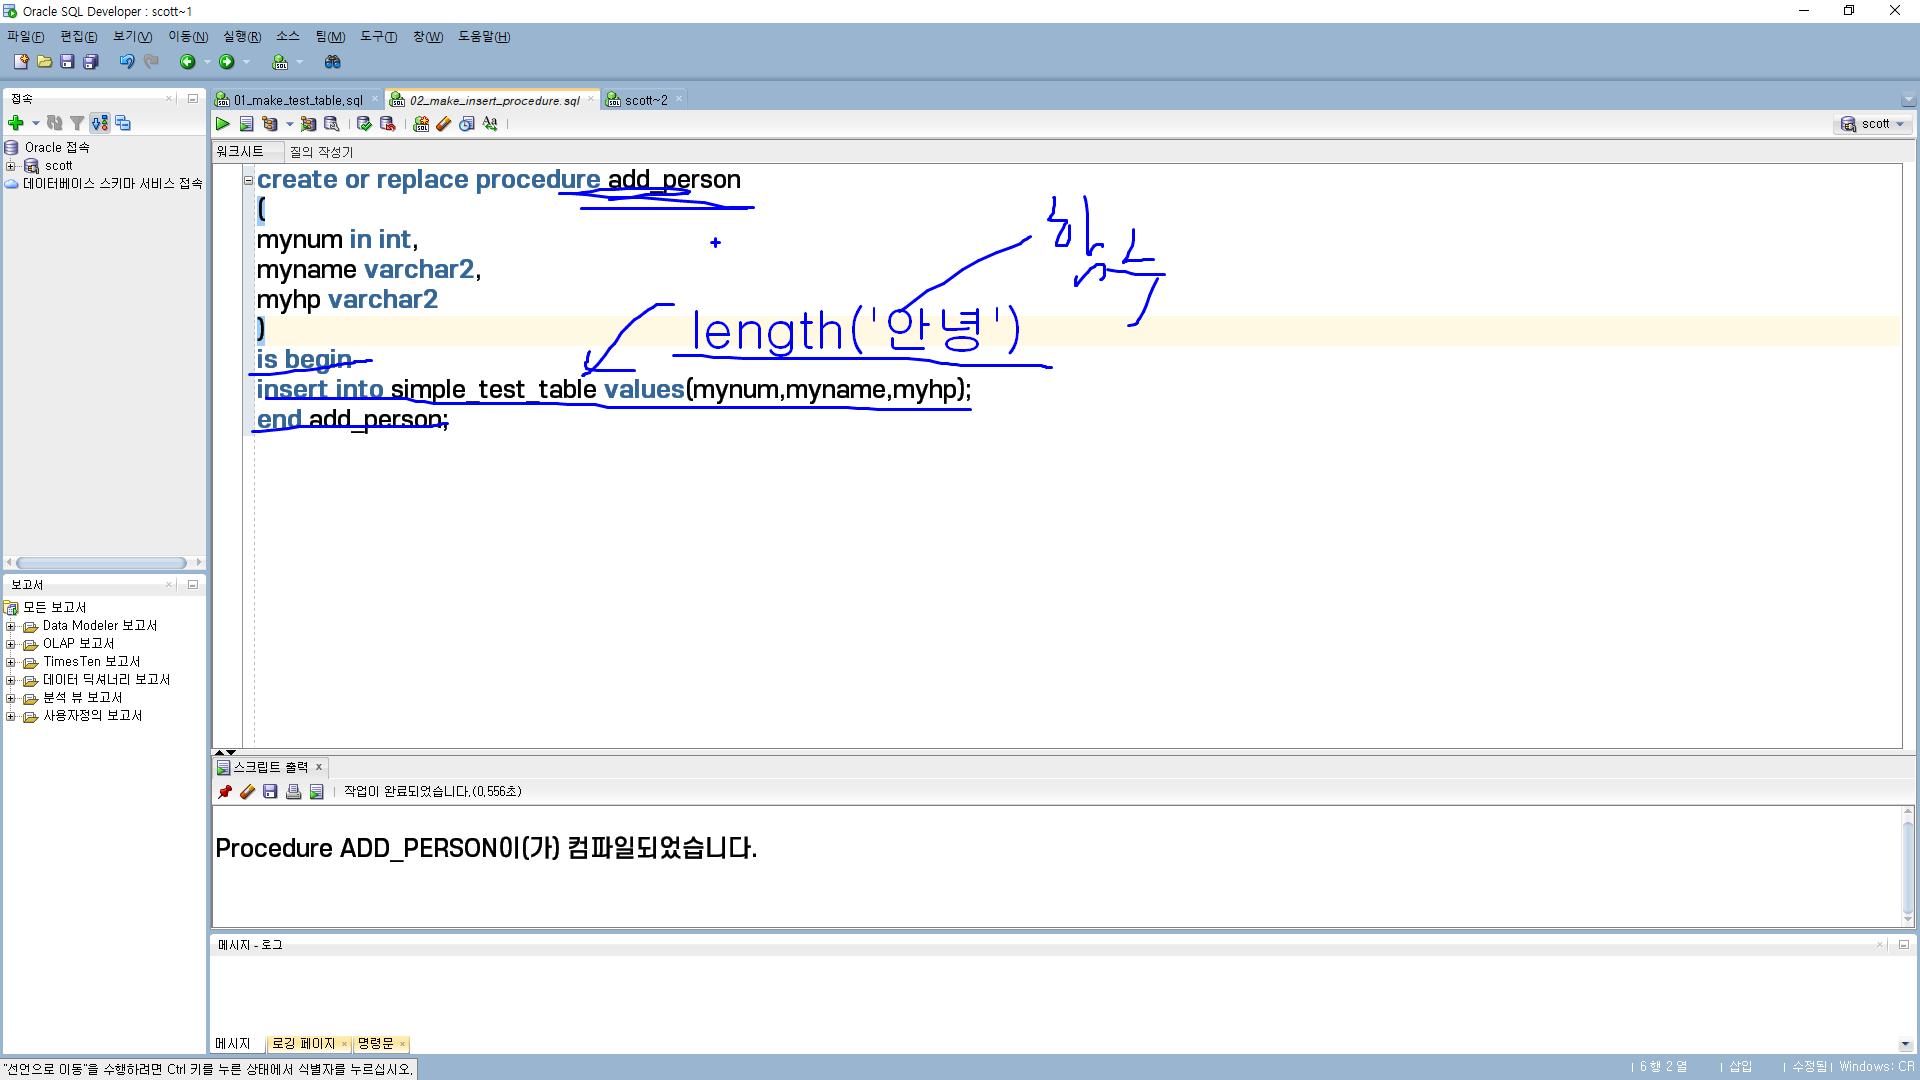 Oracle SQL Developer : scott~1
파일(F) 편집(E) 보기(V) 이동(N) 실행(R) 소스 팀(M) 도구(T) 창(W) 도움말(H)
접속
Oracle 접속
scott
데이터베이스 스키마 서비스 접속
01_make_test_table.sql 02_make_insert_procedure.sql scott~2
scott
워크시트 질의 작성기
create or replace procedure add_person
(
mynum in int,
myname varchar2,
myhp varchar2
)
is begin
insert into simple_test_table values(mynum,myname,myhp);
end add_person;
length('안녕')
함수
보고서
모든 보고서
Data Modeler 보고서
OLAP 보고서
TimesTen 보고서
데이터 딕셔너리 보고서
분석 뷰 보고서
사용자정의 보고서
스크립트 출력
작업이 완료되었습니다.(0.556초)
Procedure ADD_PERSON이(가) 컴파일되었습니다.
메시지 - 로그
메시지 로깅 페이지 명령문
"선언으로 이동"을 수행하려면 Ctrl 키를 누른 상태에서 식별자를 누르십시오.
6 행 2 열 삽입 수정됨 Windows: CR